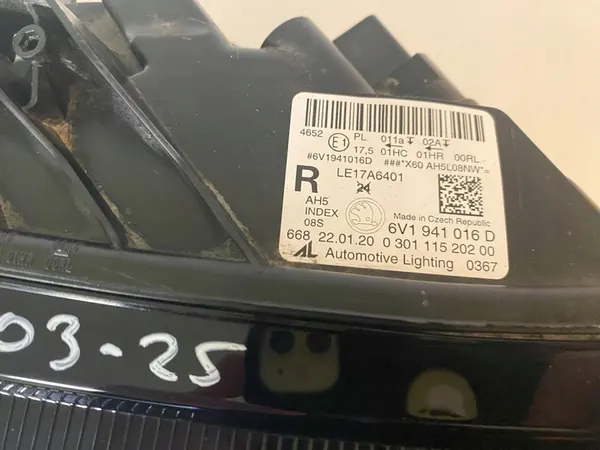 4652 E1 PL 011a 02A
17,5 01HC 01HR 00RL
#6V1941016D ###*X60 AH5L08NW*=
R LE17A6401
24
AH5
INDEX
08S
Made in Czech Republic
6V1 941 016 D
668 22.01.20 0 301 115 202 00
AL Automotive Lighting 0367
03-25